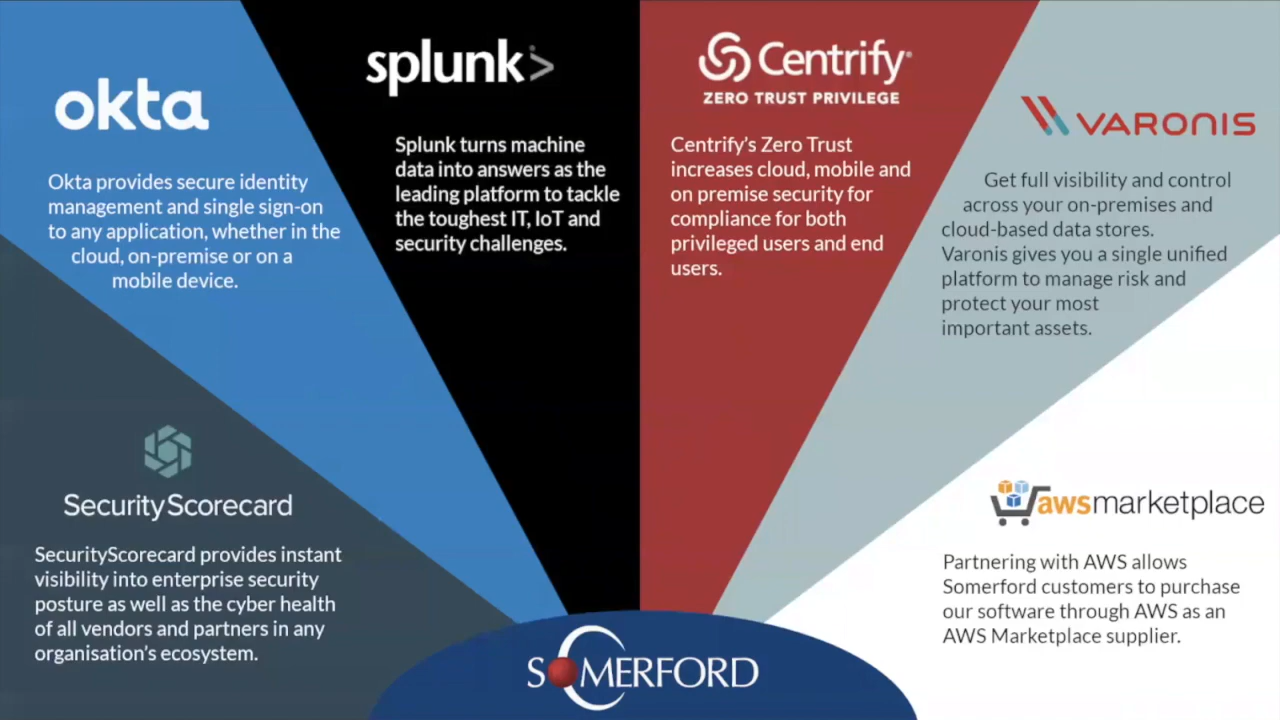 okta
Okta provides secure identity
management and single sign-on
to any application, whether in the
cloud, on-premise or on a
mobile device.
splunk>
Splunk turns machine
data into answers as the
leading platform to tackle
the toughest IT, IoT and
security challenges.
Centrify®
ZERO TRUST PRIVILEGE
Centrify's Zero Trust
increases cloud, mobile and
on premise security for
compliance for both
privileged users and end
users.
VARONIS
Get full visibility and control
across your on-premises and
cloud-based data stores.
Varonis gives you a single unified
platform to manage risk and
protect your most
important assets.
SecurityScorecard
SecurityScorecard provides instant
visibility into enterprise security
posture as well as the cyber health
of all vendors and partners in any
organisation's ecosystem.
awsmarketplace
Partnering with AWS allows
Somerford customers to purchase
our software through AWS as an
AWS Marketplace supplier.
SOMERFORD